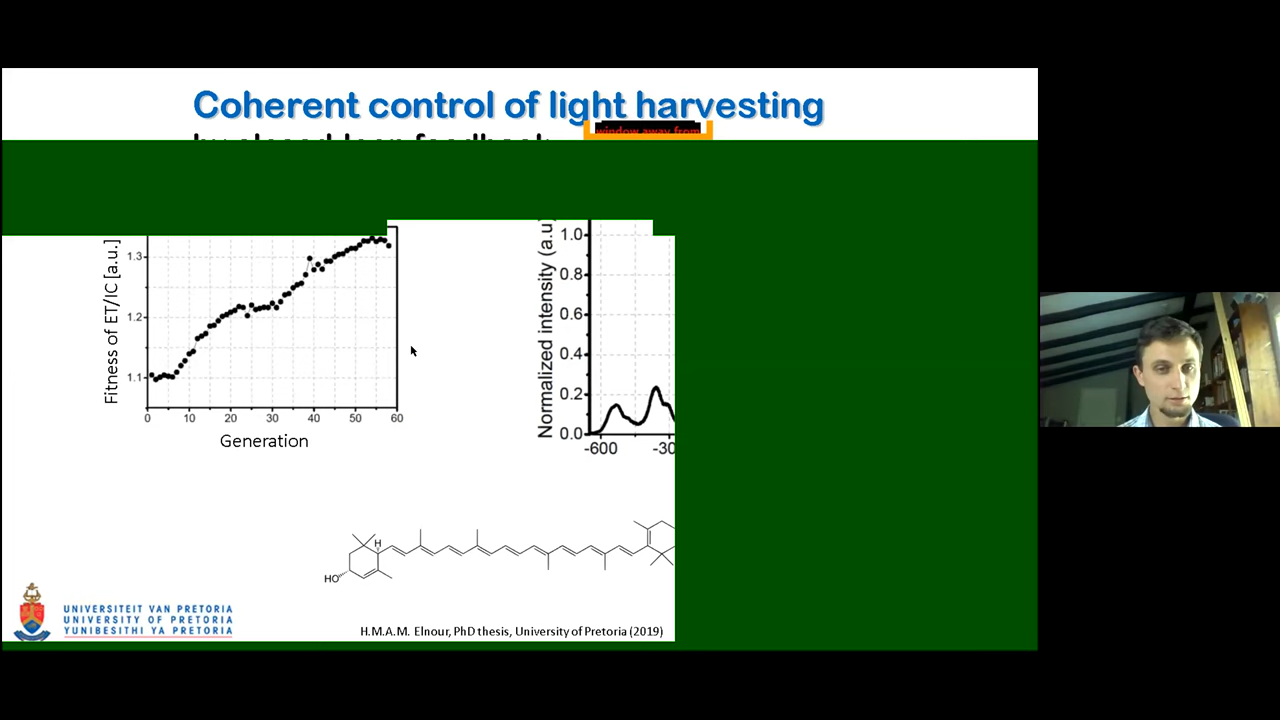 Coherent control of light harvesting
by closed loop feedback
window away from
Fitness of ET/IC [a.u.]
1.3
1.2
1.1
0 10 20 30 40 50 60
Generation
Normalized intensity (a.u
1.0
0.8
0.6
0.4
0.2
0.0
-600 -30
H
HO
UNIVERSITEIT VAN PRETORIA
UNIVERSITY OF PRETORIA
YUNIBESITHI YA PRETORIA
H.M.A.M. Elnour, PhD thesis, University of Pretoria (2019)